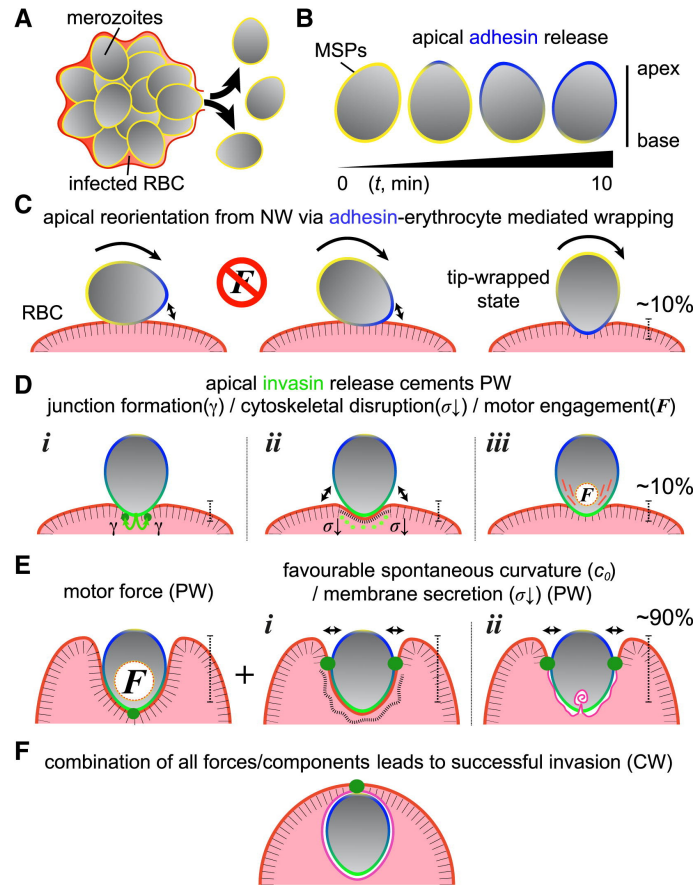 A
merozoites
infected RBC
B
apical adhesin release
MSPs
apex
base
0 (t, min) 10
C
apical reorientation from NW via adhesin-erythrocyte mediated wrapping
F
RBC
tip-wrapped
state
~10%
D
apical invasin release cements PW
junction formation(γ) / cytoskeletal disruption(σ↓) / motor engagement(F)
i
ii
iii
γ γ
σ↓ σ↓
F
~10%
E
motor force (PW)
favourable spontaneous curvature (c₀)
/ membrane secretion (σ↓) (PW)
i
ii
~90%
F
+
F
combination of all forces/components leads to successful invasion (CW)